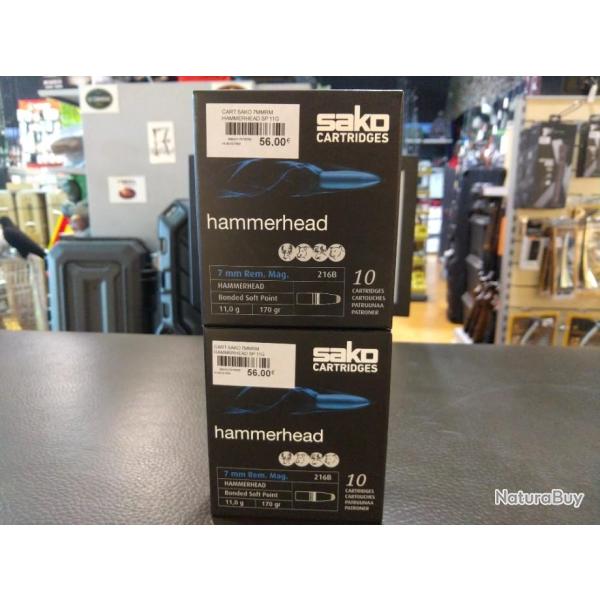 CART SAKO 7MMRM
HAMMERHEAD SP 11G
56.00€
sako
CARTRIDGES
hammerhead
7 mm Rem. Mag. 216B
HAMMERHEAD
Bonded Soft Point
11,0 g 170 gr
10
CARTRIDGES
CARTOUCHES
PATRUUNAA
PATRONER
CART SAKO 7MMRM
HAMMERHEAD SP 11G
56.00€
sako
CARTRIDGES
hammerhead
7 mm Rem. Mag. 216B
HAMMERHEAD
Bonded Soft Point
11,0 g 170 gr
10
CARTRIDGES
CARTOUCHES
PATRUUNAA
PATRONER
NaturaBuy